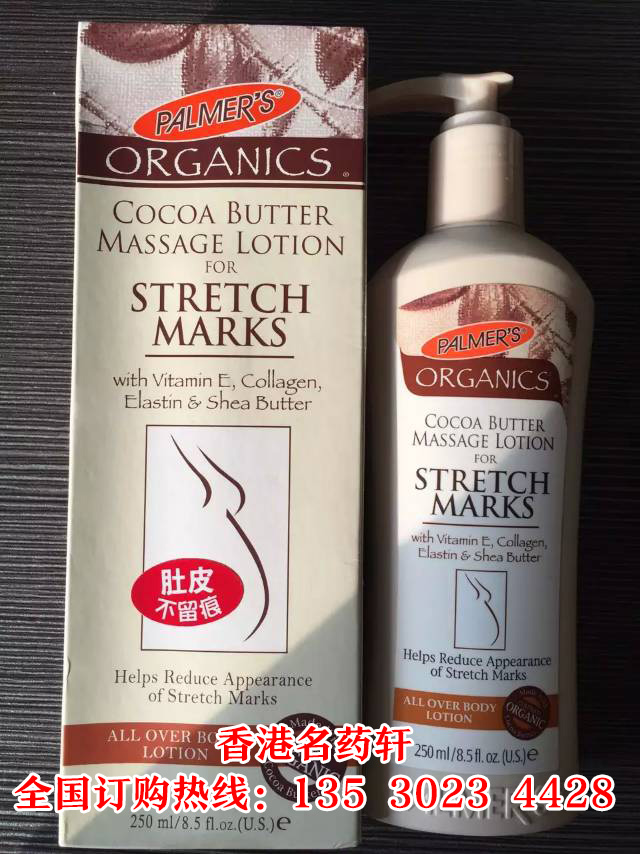 PALMER'S®
ORGANICS®
COCOA BUTTER
MASSAGE LOTION
FOR
STRETCH
MARKS
with Vitamin E, Collagen,
Elastin & Shea Butter
肚皮
不留痕
Helps Reduce Appearance
of Stretch Marks
ALL OVER BODY
LOTION
Made
ORGANIC
Cocoa
250 ml/8.5 fl.oz.(U.S.)e
PALMER'S®
ORGANICS
COCOA BUTTER
MASSAGE LOTION
FOR
STRETCH
MARKS
with Vitamin E, Collagen,
Elastin & Shea Butter
Helps Reduce Appearance
of Stretch Marks
ALL OVER BODY
LOTION
ORGANIC
250 ml/8.5 fl. oz. (U.S.)e
香港名药轩
全国订购热线：135 3023 4428